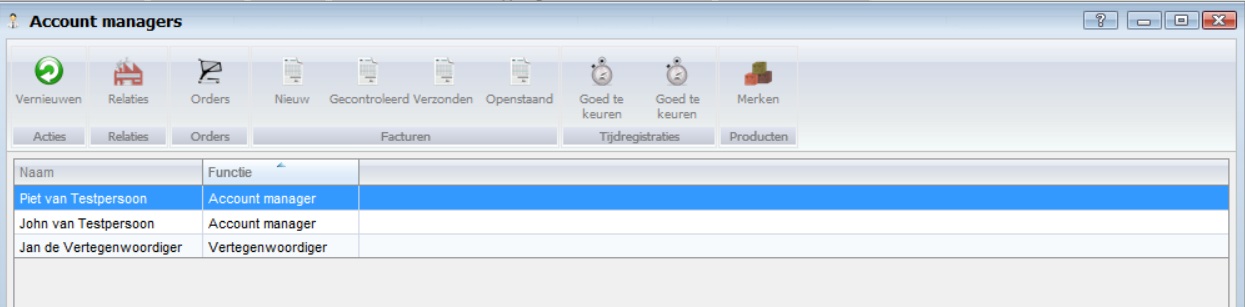 Account managers
Vernieuwen Relaties Orders Nieuw Gecontroleerd Verzonden Openstaand Goed te keuren Goed te keuren Merken
Acties Relaties Orders Facturen Tijdregistraties Producten
Naam Functie
Piet van Testpersoon Account manager
John van Testpersoon Account manager
Jan de Vertegenwoordiger Vertegenwoordiger